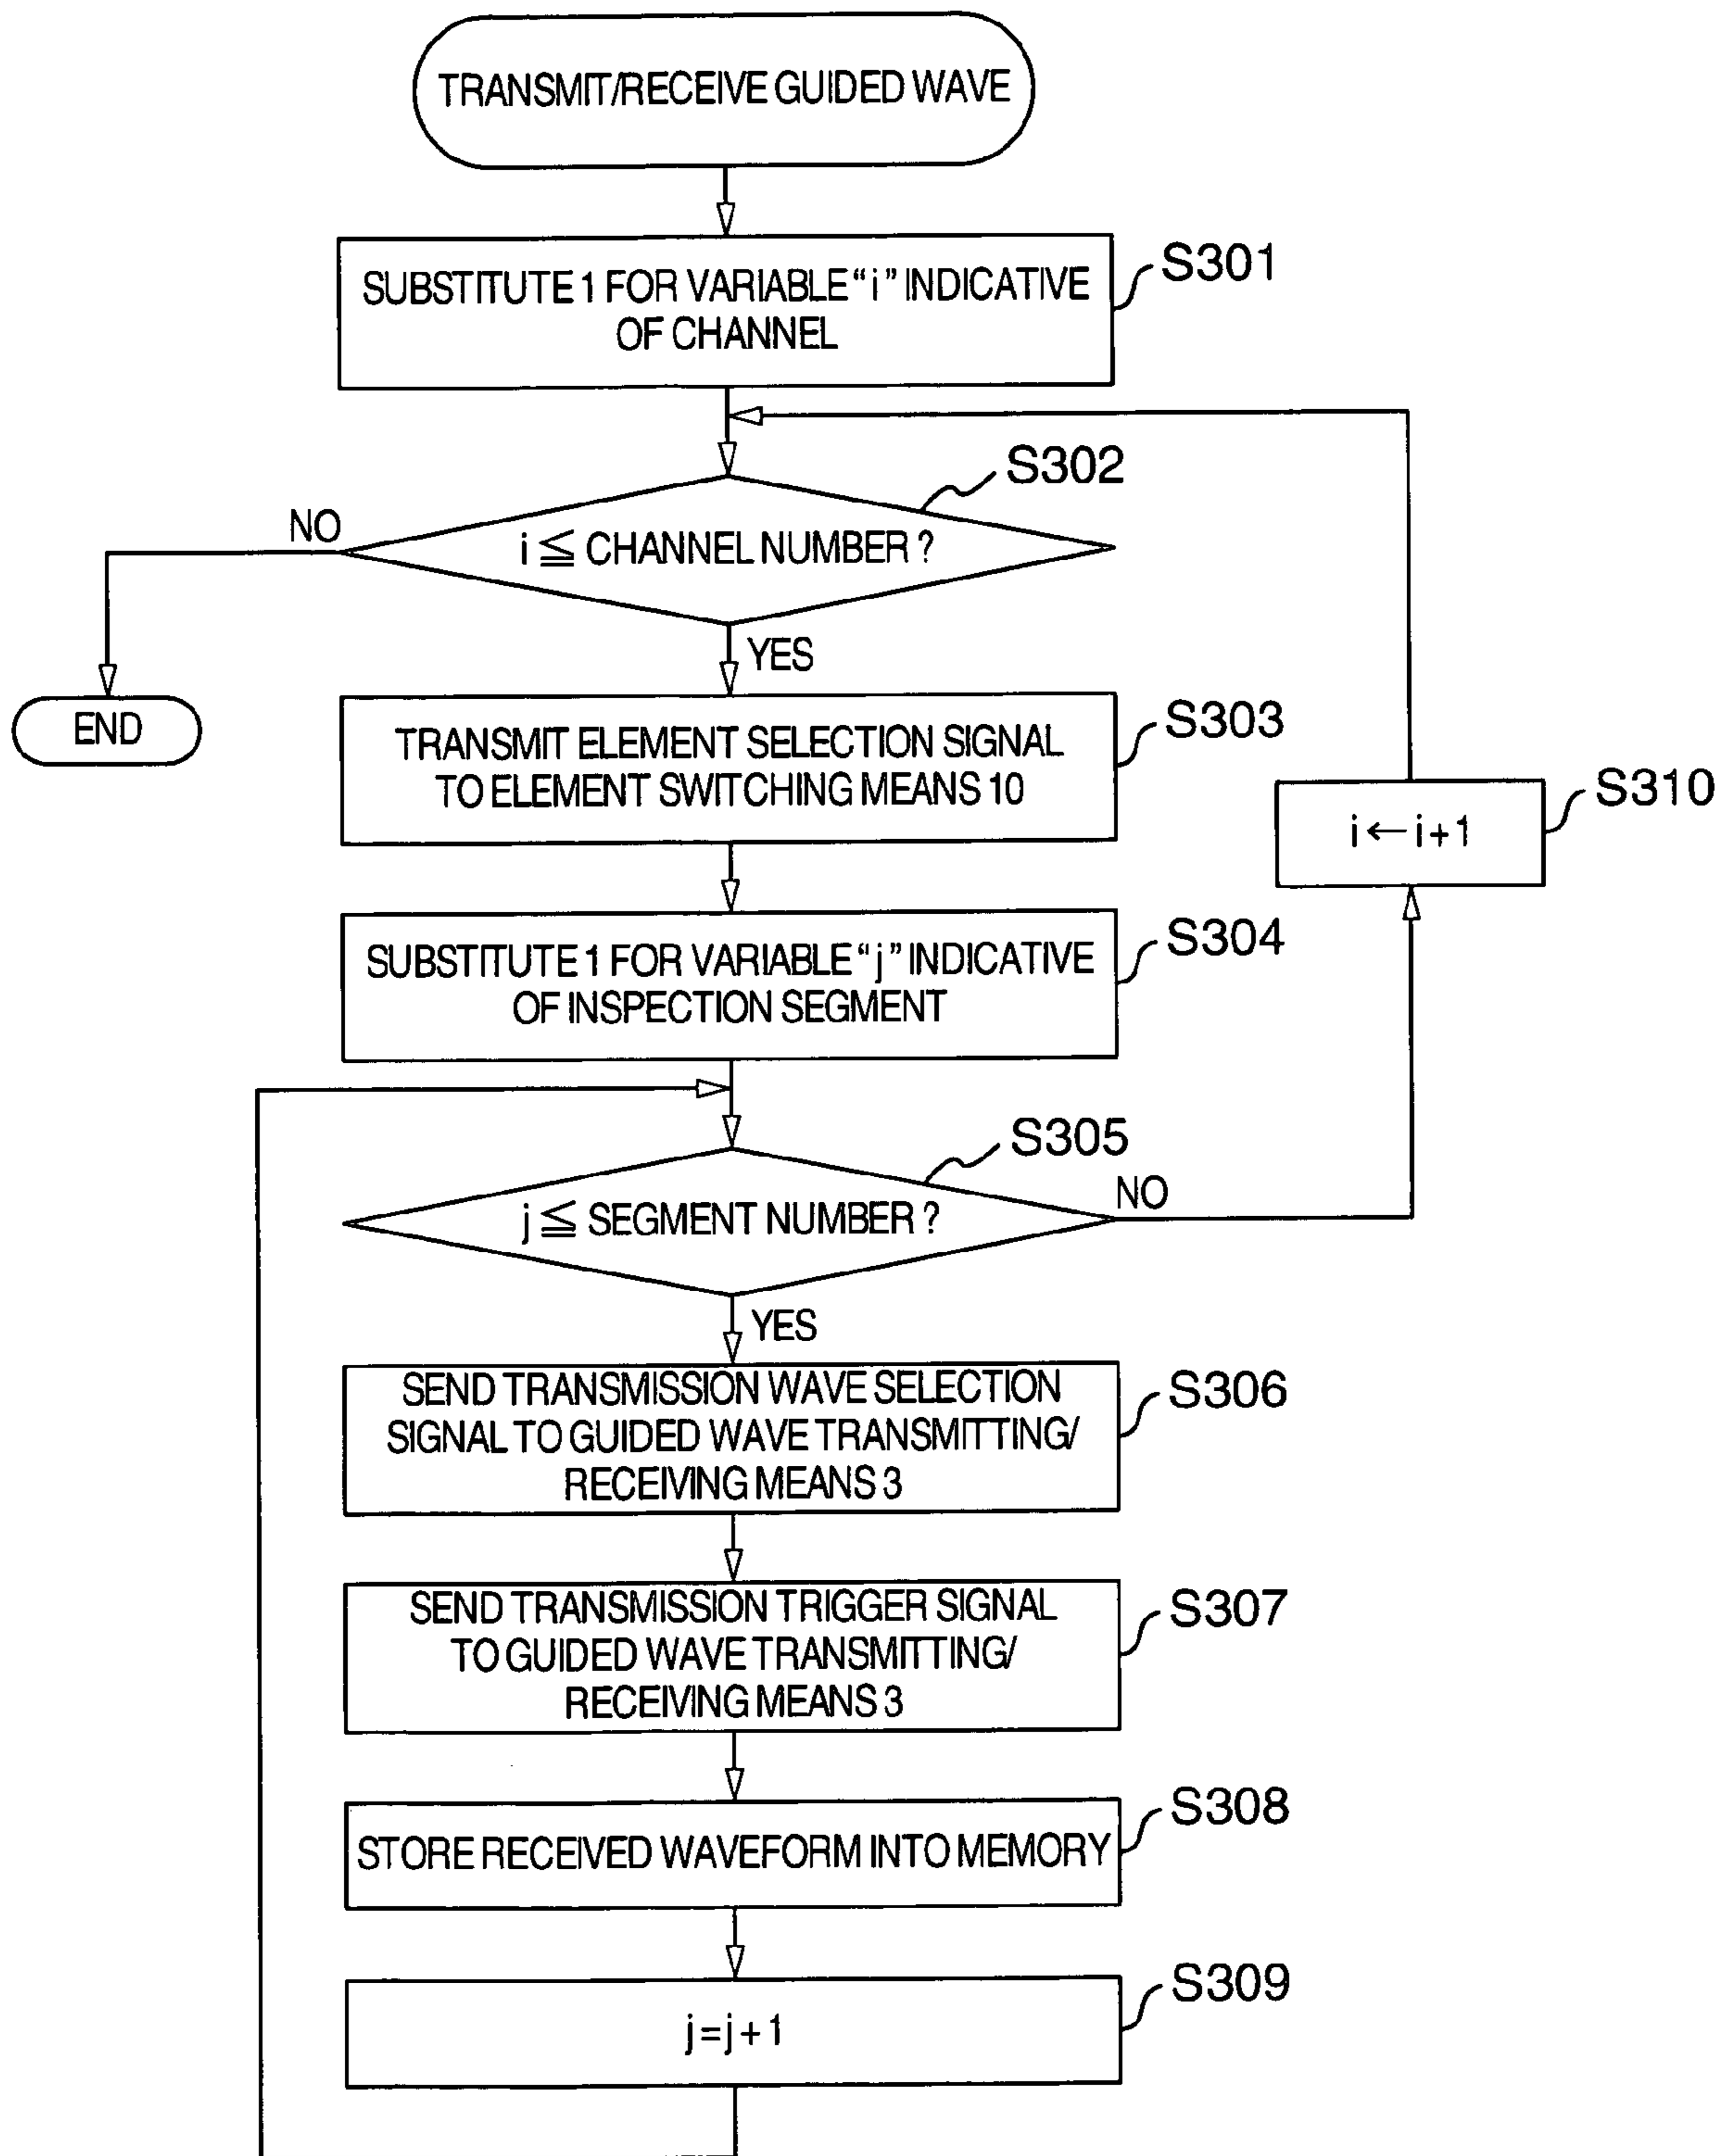 TRANSMIT/RECEIVE GUIDED WAVE
S301
SUBSTITUTE 1 FOR VARIABLE "i" INDICATIVE
OF CHANNEL
S302
NO
i ≦ CHANNEL NUMBER ?
YES
END
S303
TRANSMIT ELEMENT SELECTION SIGNAL
TO ELEMENT SWITCHING MEANS 10
S310
i ← i + 1
S304
SUBSTITUTE 1 FOR VARIABLE "j" INDICATIVE
OF INSPECTION SEGMENT
S305
NO
j ≦ SEGMENT NUMBER ?
YES
S306
SEND TRANSMISSION WAVE SELECTION
SIGNAL TO GUIDED WAVE TRANSMITTING/
RECEIVING MEANS 3
S307
SEND TRANSMISSION TRIGGER SIGNAL
TO GUIDED WAVE TRANSMITTING/
RECEIVING MEANS 3
S308
STORE RECEIVED WAVEFORM INTO MEMORY
S309
j = j + 1